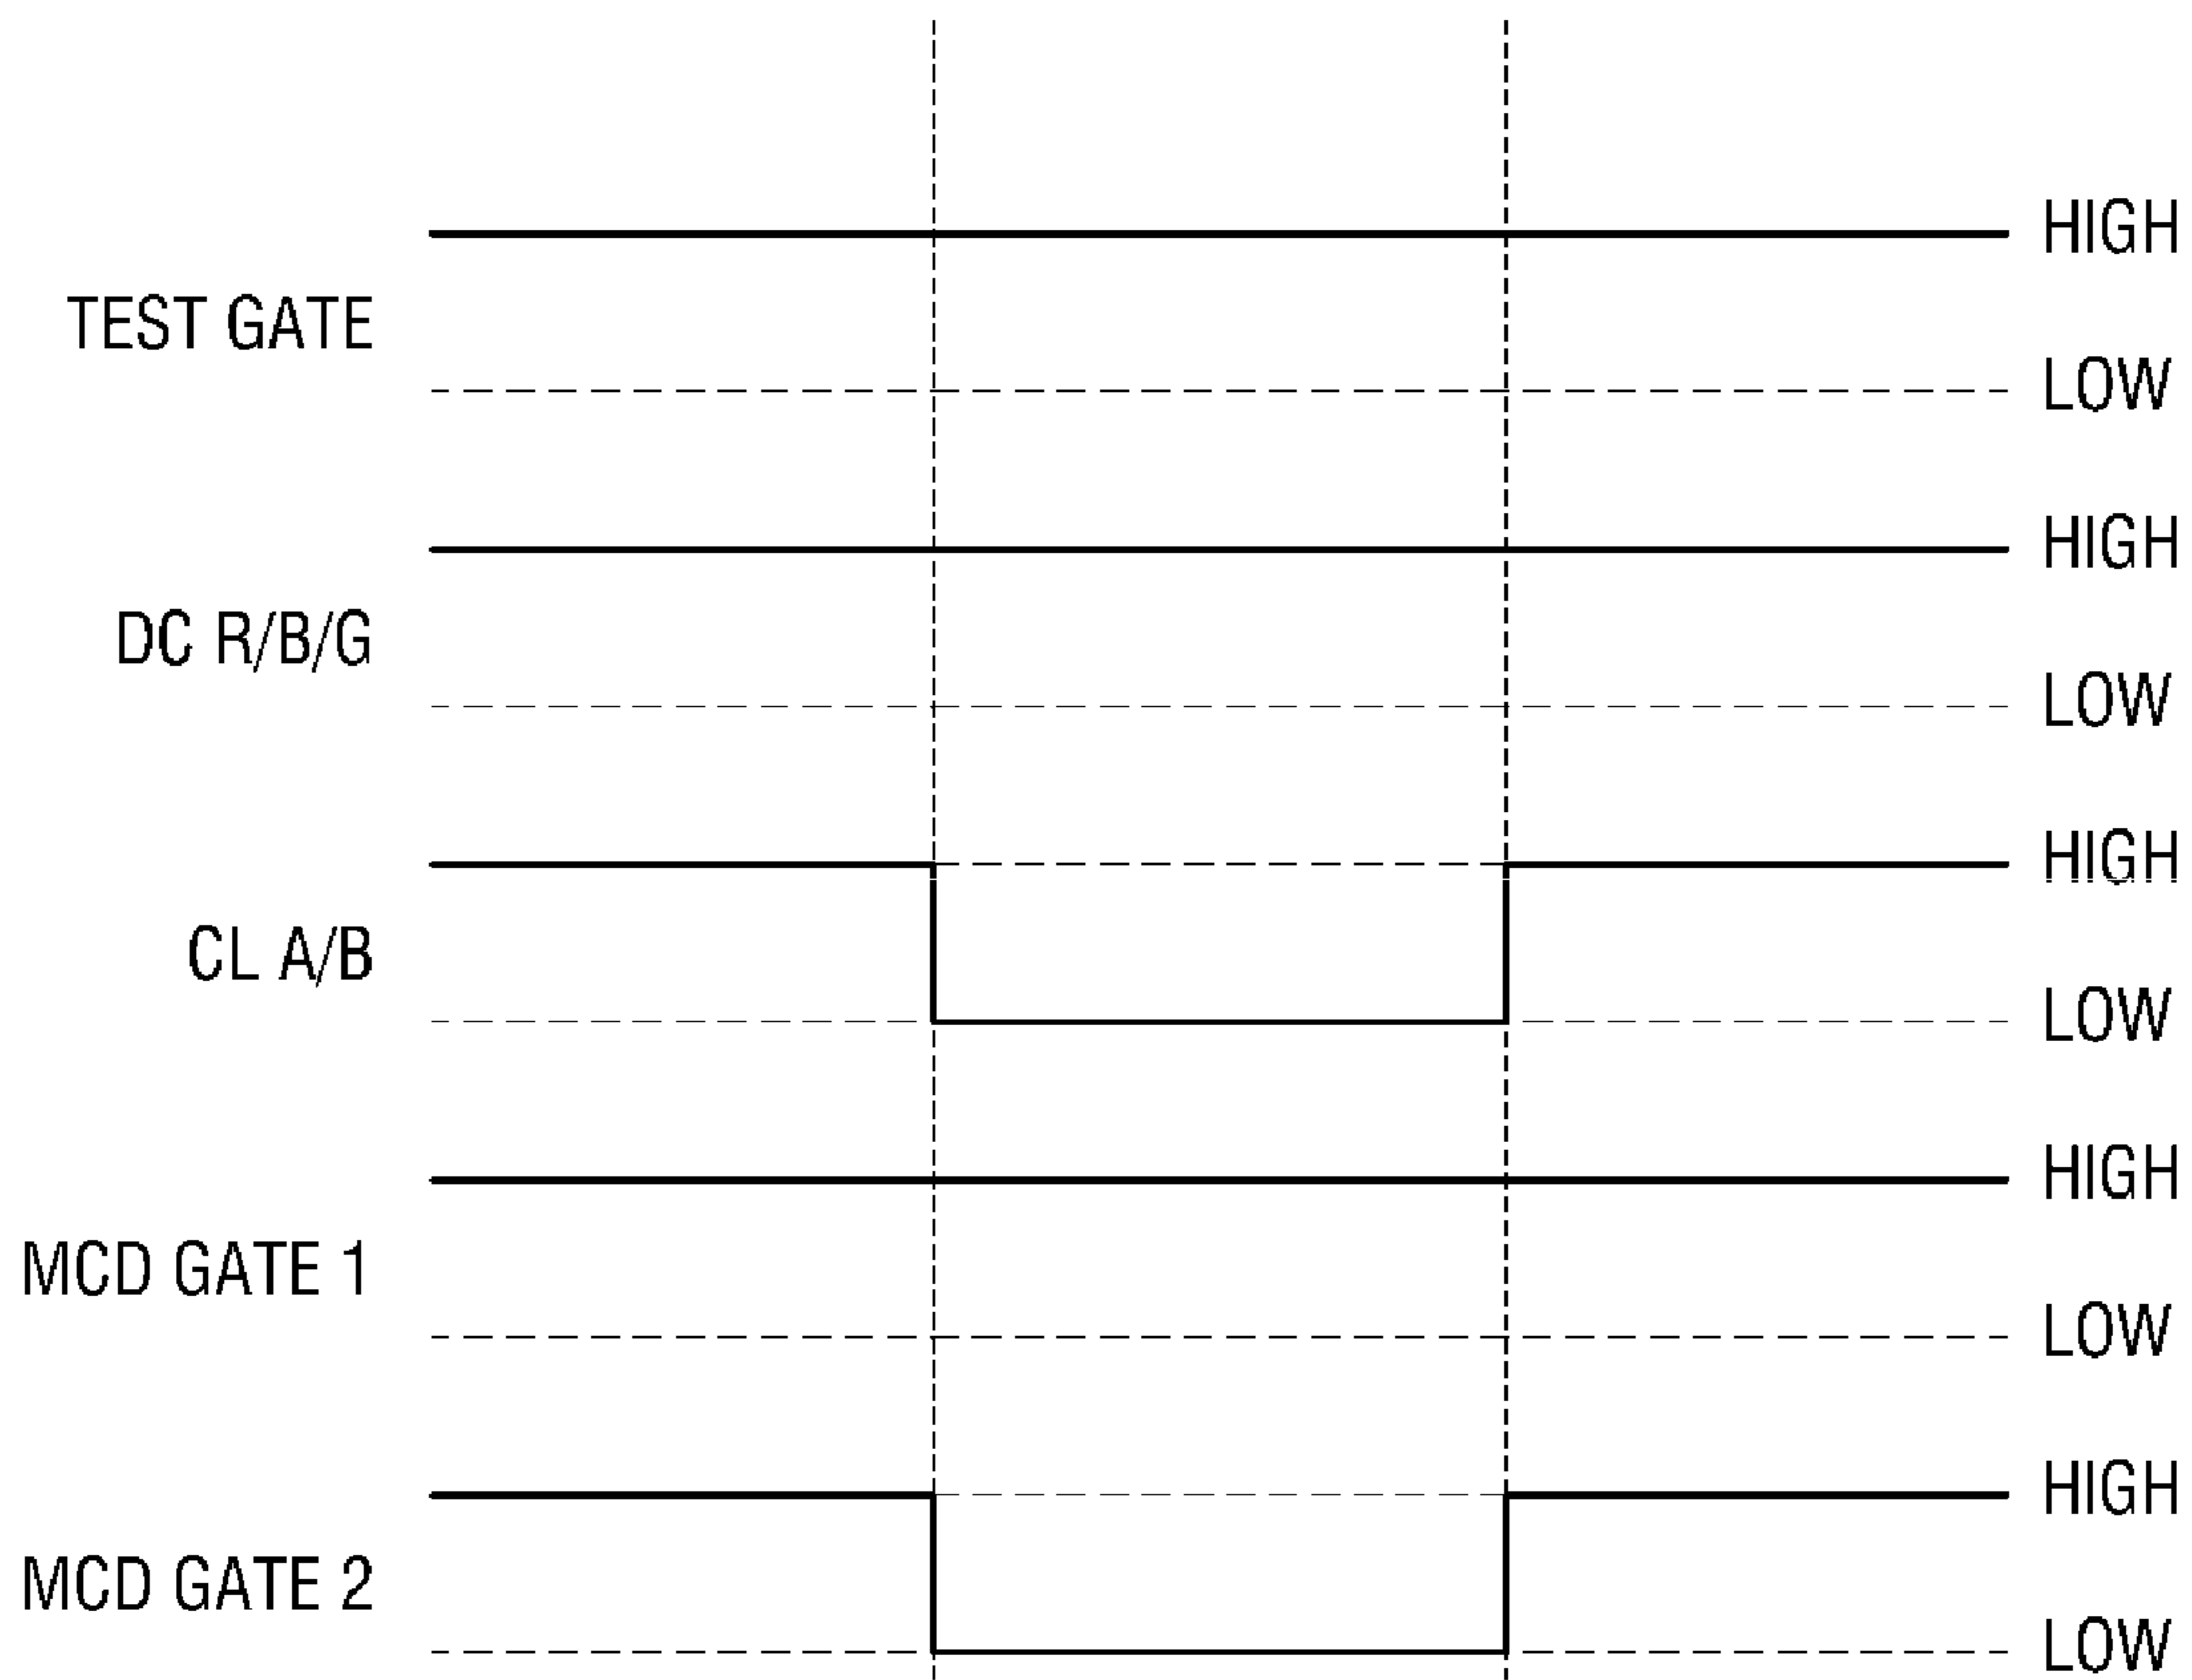 HIGH
TEST GATE
LOW
HIGH
DC R/B/G
LOW
HIGH
CL A/B
LOW
HIGH
MCD GATE 1
LOW
HIGH
MCD GATE 2
LOW